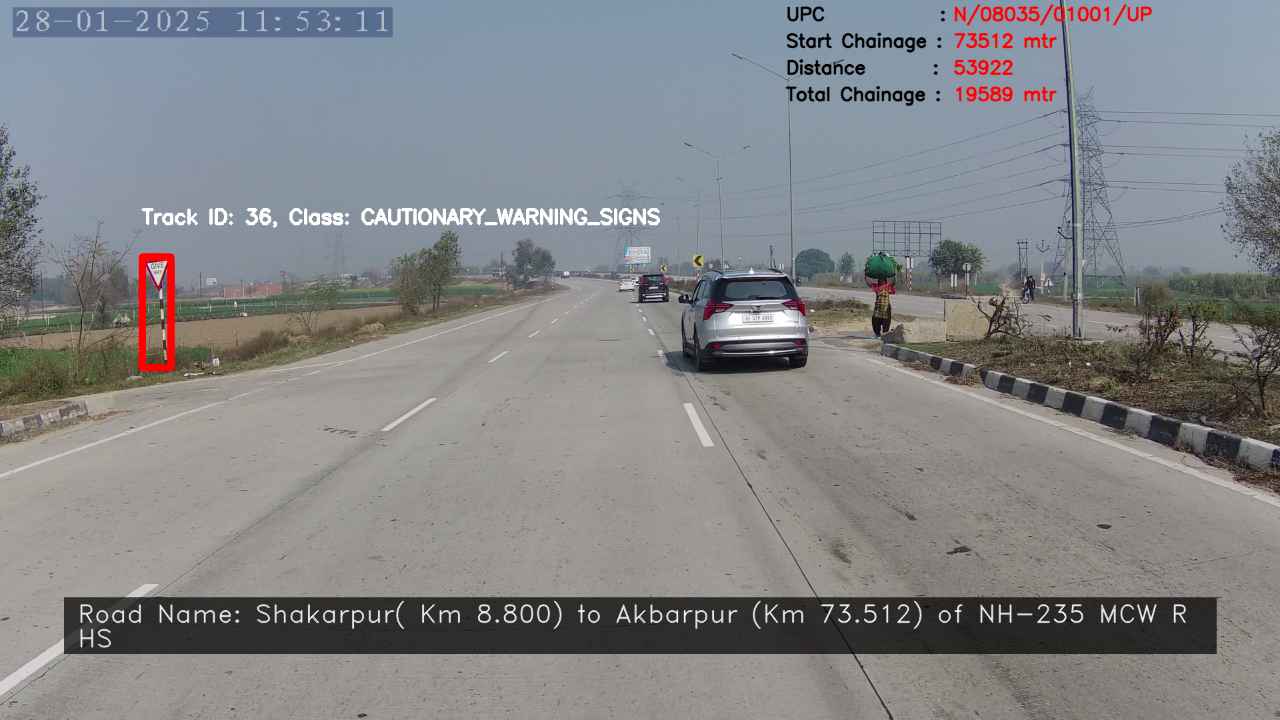 28-01-2025 11:53:11
UPC : N/08035/01001/UP
Start Chainage : 73512 mtr
Distance : 53922
Total Chainage : 19589 mtr
Track ID: 36, Class: CAUTIONARY_WARNING_SIGNS
GIVE
Road Name: Shakarpur( Km 8.800) to Akbarpur (Km 73.512) of NH-235 MCW R
HS